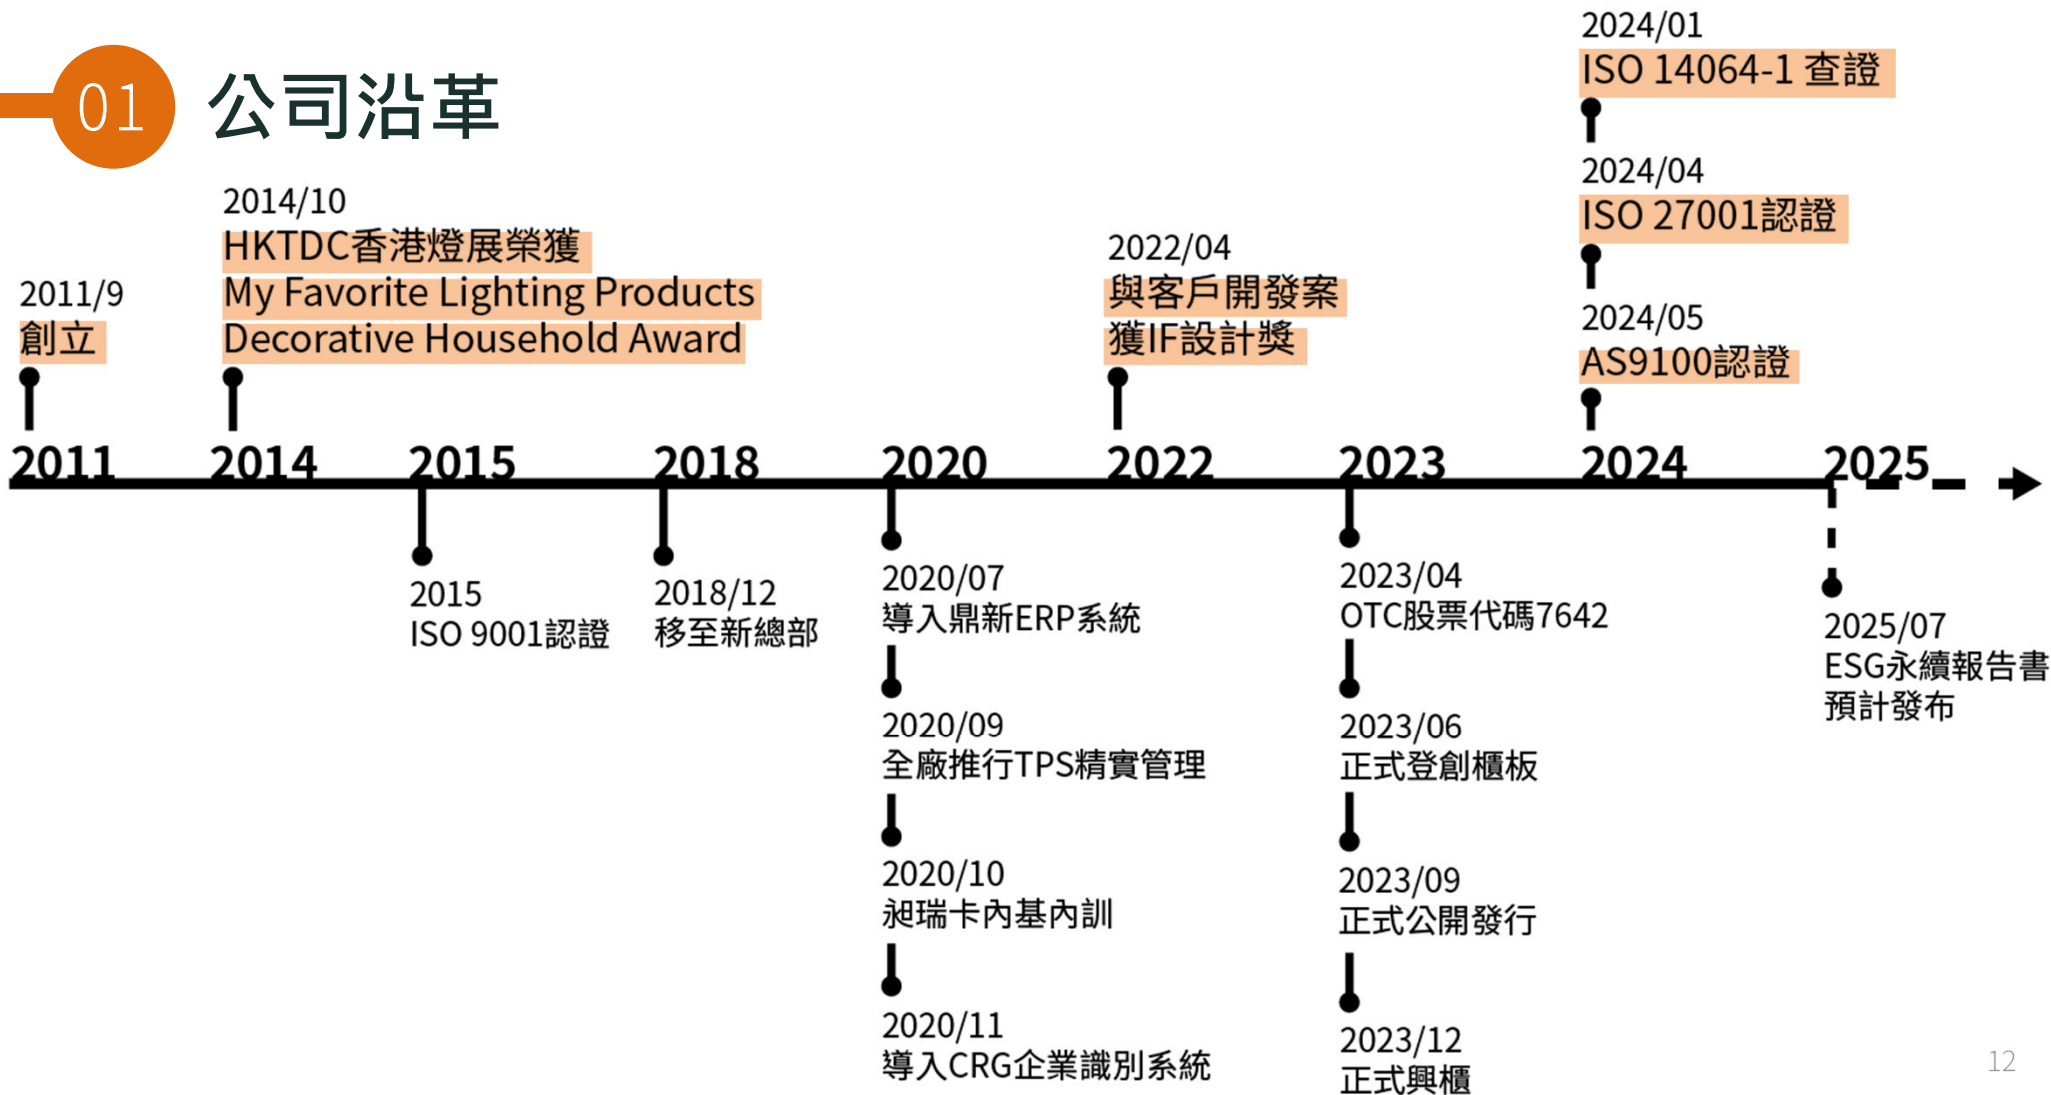 01 公司沿革
2011/9
創立
2014/10
HKTDC香港燈展榮獲
My Favorite Lighting Products
Decorative Household Award
2022/04
與客戶開發案
獲IF設計獎
2024/01
ISO 14064-1 查證
2024/04
ISO 27001認證
2024/05
AS9100認證
2011 2014 2015 2018 2020 2022 2023 2024 2025
2015
ISO 9001認證
2018/12
移至新總部
2020/07
導入鼎新ERP系統
2020/09
全廠推行TPS精實管理
2020/10
昶瑞卡內基內訓
2020/11
導入CRG企業識別系統
2023/04
OTC股票代碼7642
2023/06
正式登創櫃板
2023/09
正式公開發行
2023/12
正式興櫃
2025/07
ESG永續報告書
預計發布
12